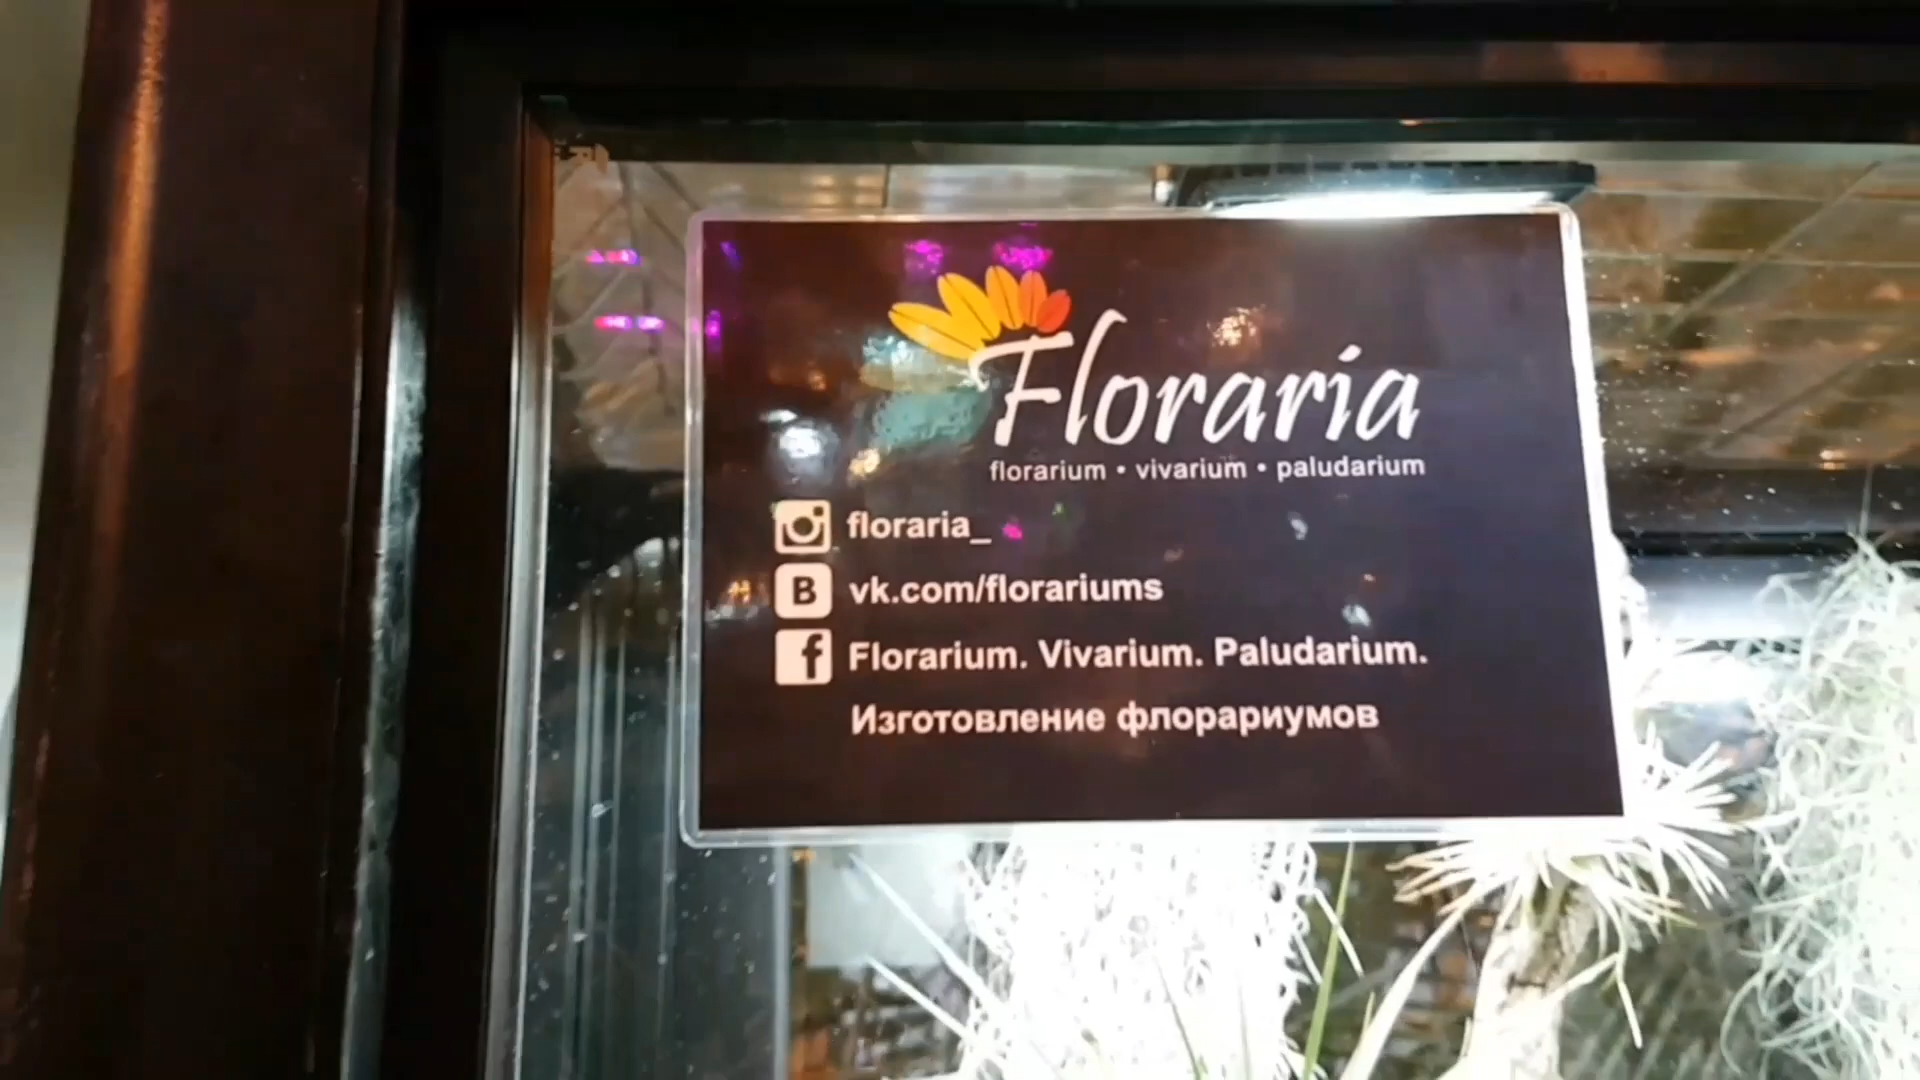 Floraria
florarium • vivarium • paludarium
floraria_
B vk.com/florariums
f Florarium. Vivarium. Paludarium.
Изготовление флорариумов